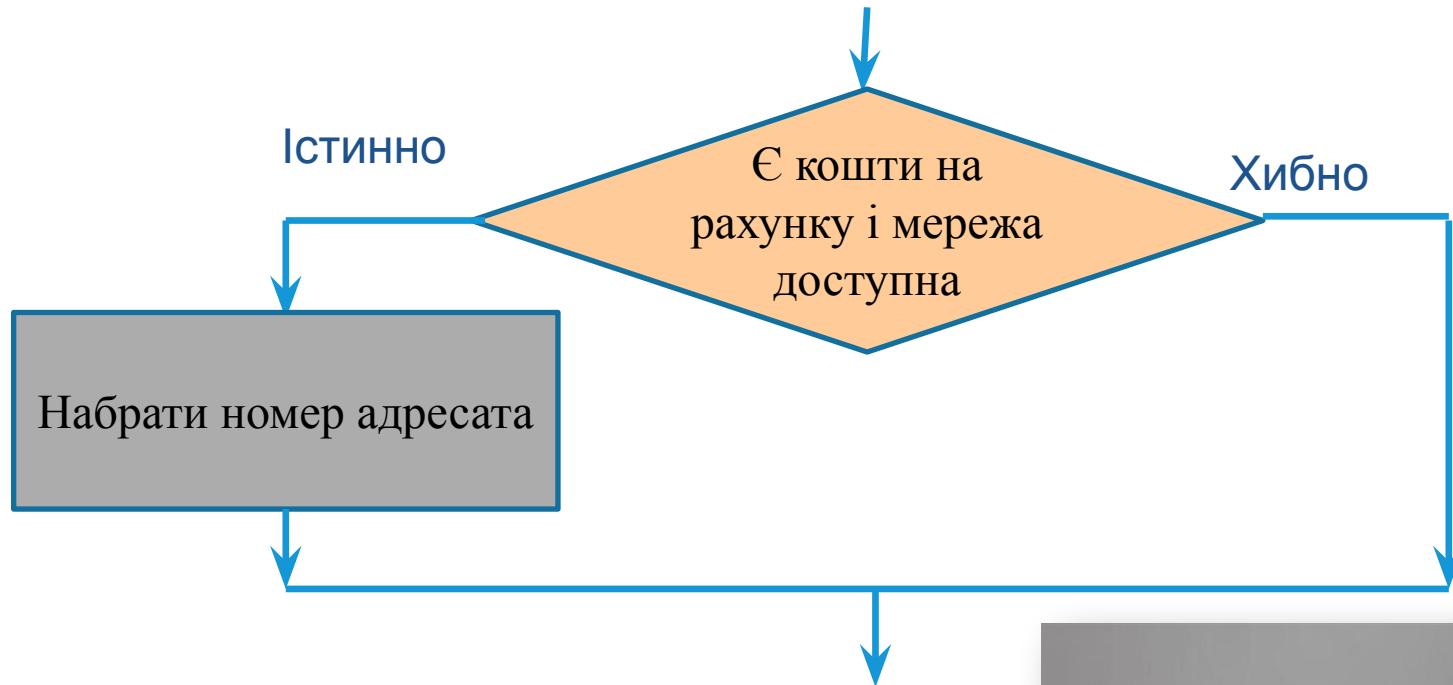 Істинно
Є кошти на
рахунку і мережа
доступна
Хибно
Набрати номер адресата